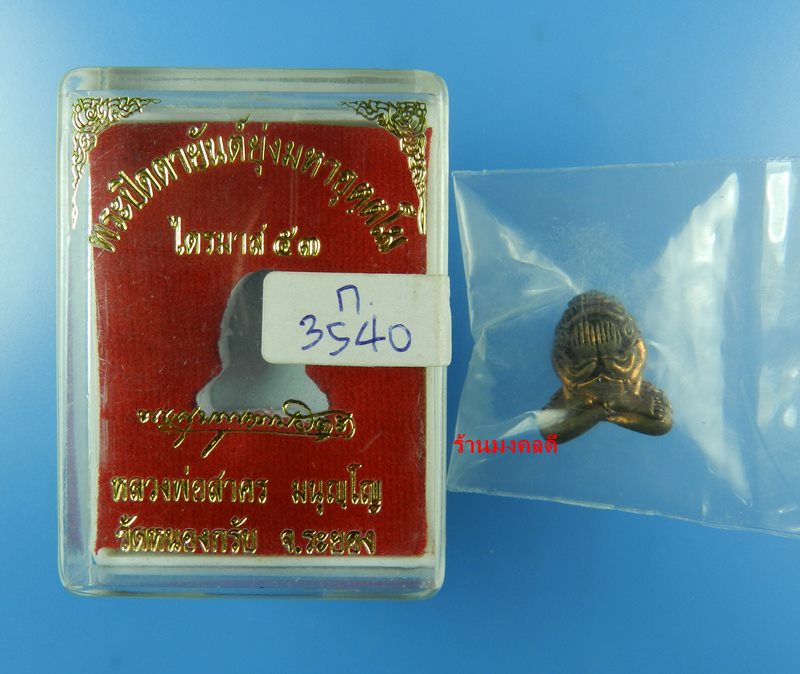 พระปิดตายันต์ยุ่งมหาอุตฺตโม
ไตรมาส ๕๓
ก.
3540
ร้านมงคลดี
หลวงพ่อสาคร มนุญฺโญ
วัดหนองกรับ จ.ระยอง